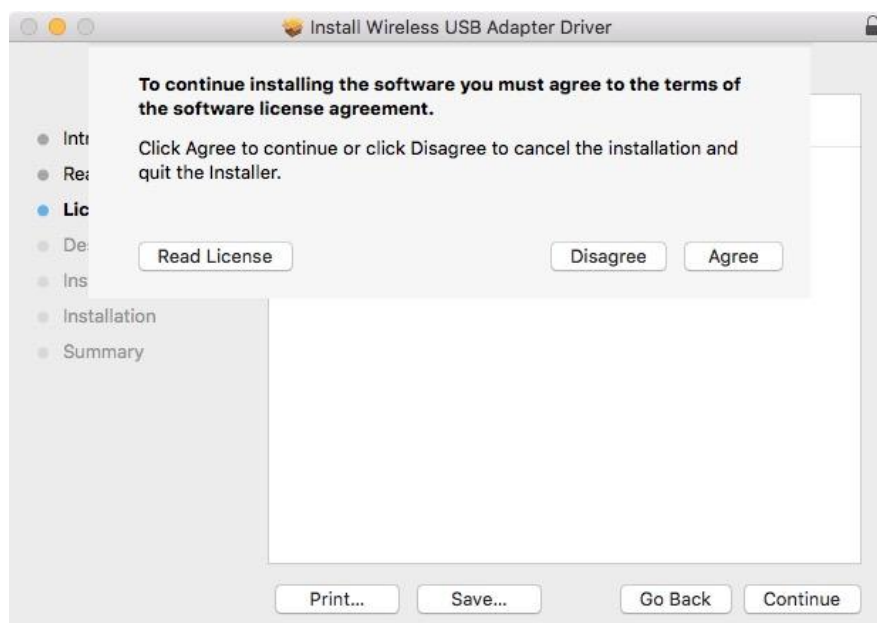 Install Wireless USB Adapter Driver
To continue installing the software you must agree to the terms of
the software license agreement.
Click Agree to continue or click Disagree to cancel the installation and
quit the Installer.
Read License
Disagree
Agree
Installation
Summary
Print...
Save...
Go Back
Continue